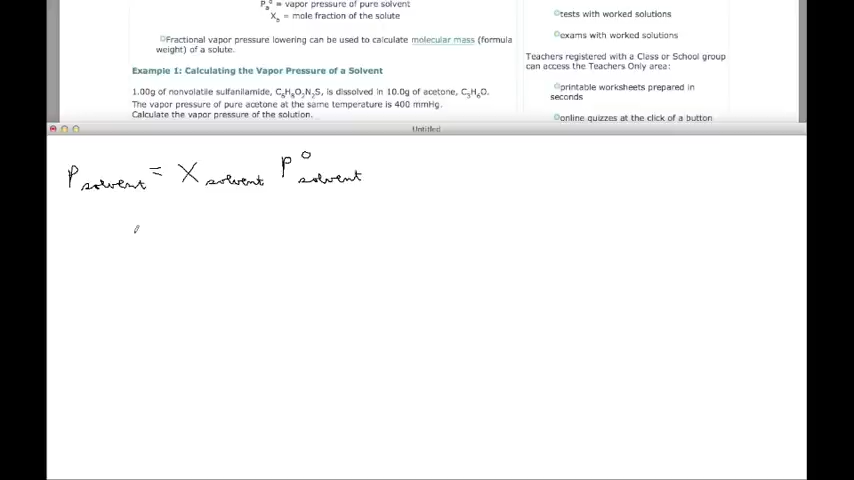 Pₐ° = vapor pressure of pure solvent
Xb = mole fraction of the solute
Fractional vapor pressure lowering can be used to calculate molecular mass (formula
weight) of a solute.
Example 1: Calculating the Vapor Pressure of a Solvent
1.00g of nonvolatile sulfanilamide, C₆H₈O₂N₂S, is dissolved in 10.0g of acetone, C₃H₆O.
The vapor pressure of pure acetone at the same temperature is 400 mmHg.
Calculate the vapor pressure of the solution.
tests with worked solutions
exams with worked solutions
Teachers registered with a Class or School group
can access the Teachers Only area:
printable worksheets prepared in
seconds
online quizzes at the click of a button
Untitled
P solvent = X solvent P° solvent